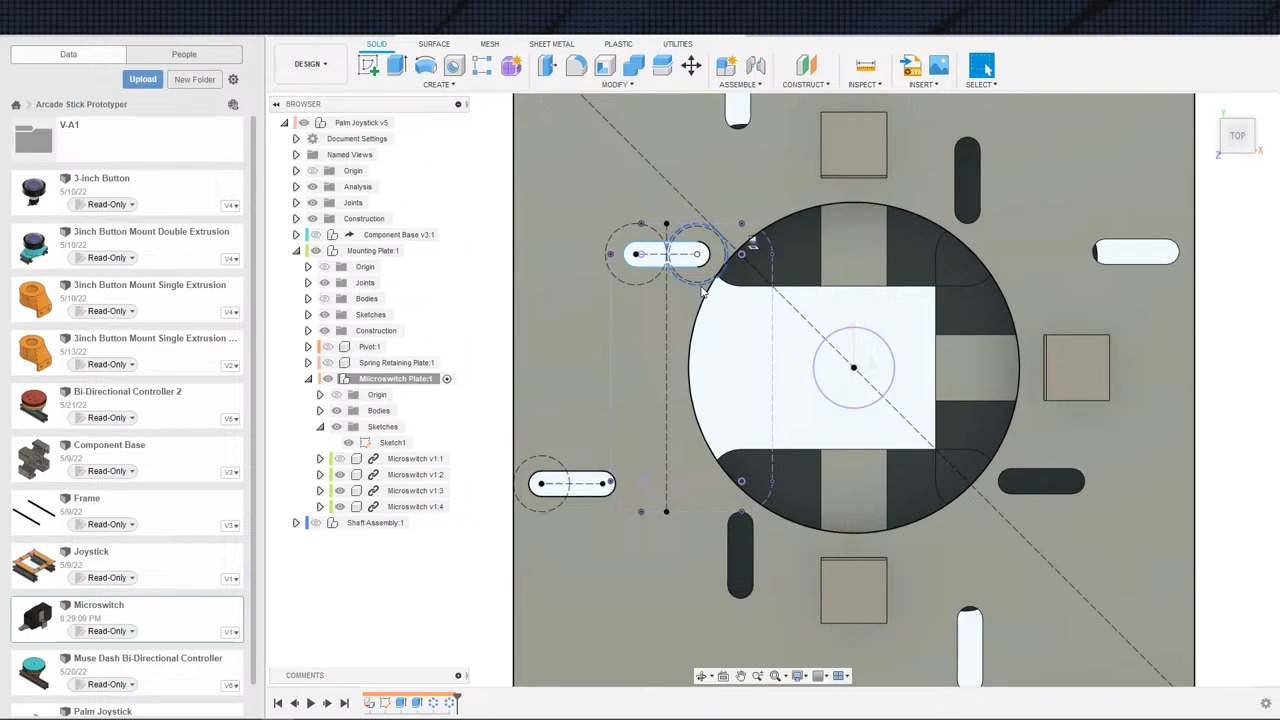 Data People
Upload New Folder
Arcade Stick Prototyper
V-A1
3-inch Button
5/10/22
Read-Only V4
3inch Button Mount Double Extrusion
5/10/22
Read-Only V4
3inch Button Mount Single Extrusion
5/10/22
Read-Only V4
3inch Button Mount Single Extrusion ...
5/13/22
Read-Only V2
Bi-Directional Controller 2
5/21/22
Read-Only V5
Component Base
5/9/22
Read-Only V3
Frame
5/9/22
Read-Only V3
Joystick
5/9/22
Read-Only V1
Microswitch
8:29:09 PM
Read-Only V1
Muse Dash Bi-Directional Controller
5/21/22
Read-Only V6
Palm Joystick
DESIGN
SOLID SURFACE MESH SHEET METAL PLASTIC UTILITIES
CREATE MODIFY ASSEMBLE CONSTRUCT INSPECT INSERT SELECT
BROWSER
Palm Joystick v5
Document Settings
Named Views
Origin
Analysis
Joints
Construction
Component Base v3:1
Mounting Plate:1
Origin
Joints
Bodies
Sketches
Construction
Pivot:1
Spring Retaining Plate:1
Miicroswitch Plate:1
Origin
Bodies
Sketches
Sketch1
Microswitch v1:1
Microswitch v1:2
Microswitch v1:3
Microswitch v1:4
Shaft Assembly:1
TOP
Y
Z
X
COMMENTS